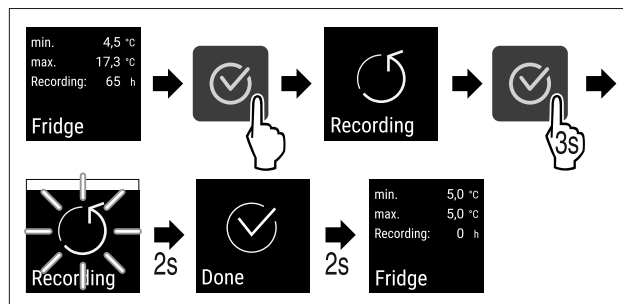 min. 4,5 °C
max. 17,3 °C
Recording: 65 h
Fridge
Recording
3s
Recording
2s
Done
2s
min. 5,0 °C
max. 5,0 °C
Recording: 0 h
Fridge